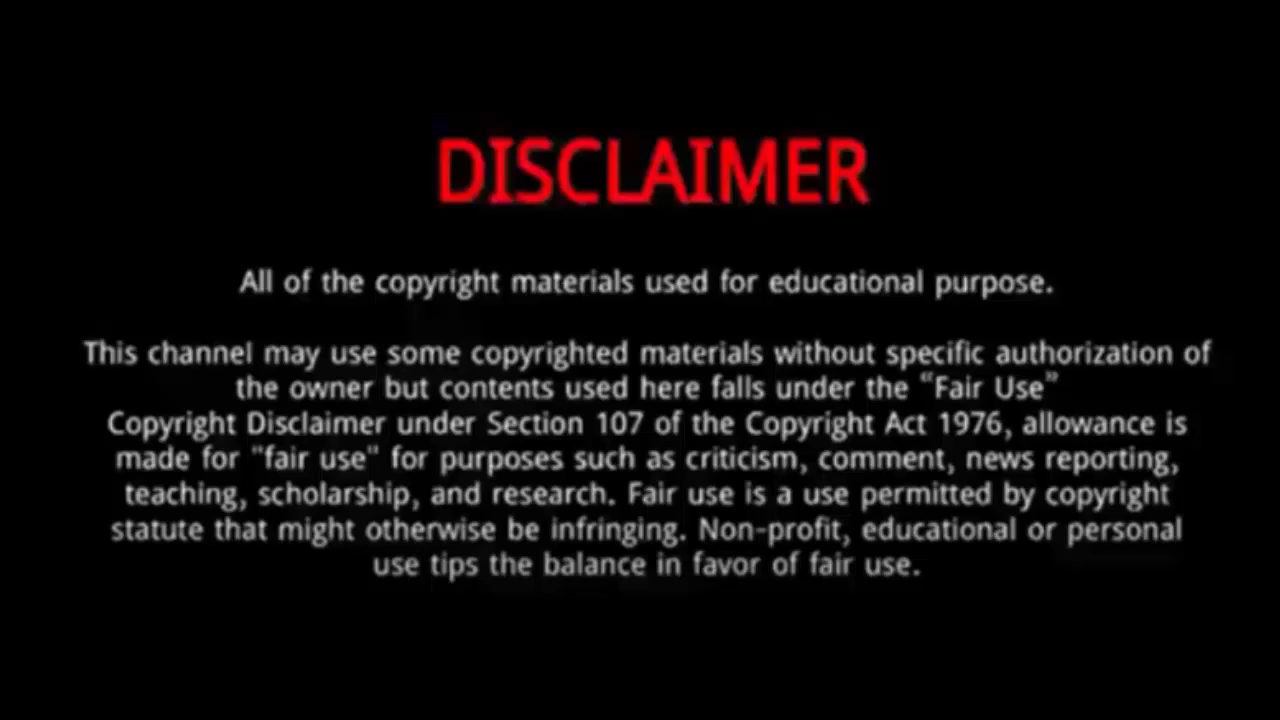 DISCLAIMER
All of the copyright materials used for educational purpose.
This channel may use some copyrighted materials without specific authorization of
the owner but contents used here falls under the “Fair Use”
Copyright Disclaimer under Section 107 of the Copyright Act 1976, allowance is
made for "fair use" for purposes such as criticism, comment, news reporting,
teaching, scholarship, and research. Fair use is a use permitted by copyright
statute that might otherwise be infringing. Non-profit, educational or personal
use tips the balance in favor of fair use.